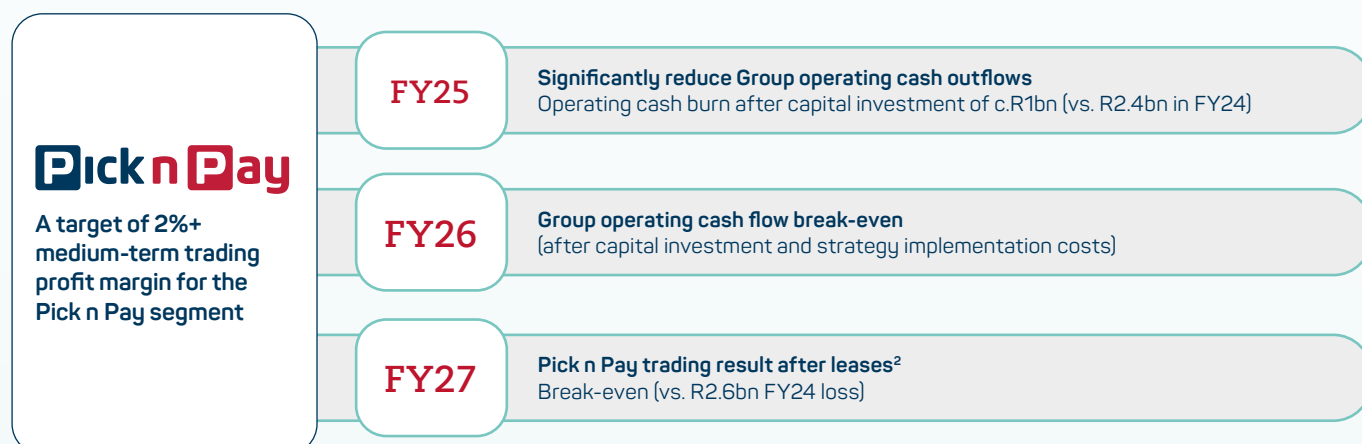 Pick n Pay
A target of 2%+
medium-term trading
profit margin for the
Pick n Pay segment
FY25
Significantly reduce Group operating cash outflows
Operating cash burn after capital investment of c.R1bn (vs. R2.4bn in FY24)
FY26
Group operating cash flow break-even
(after capital investment and strategy implementation costs)
FY27
Pick n Pay trading result after leases²
Break-even (vs. R2.6bn FY24 loss)